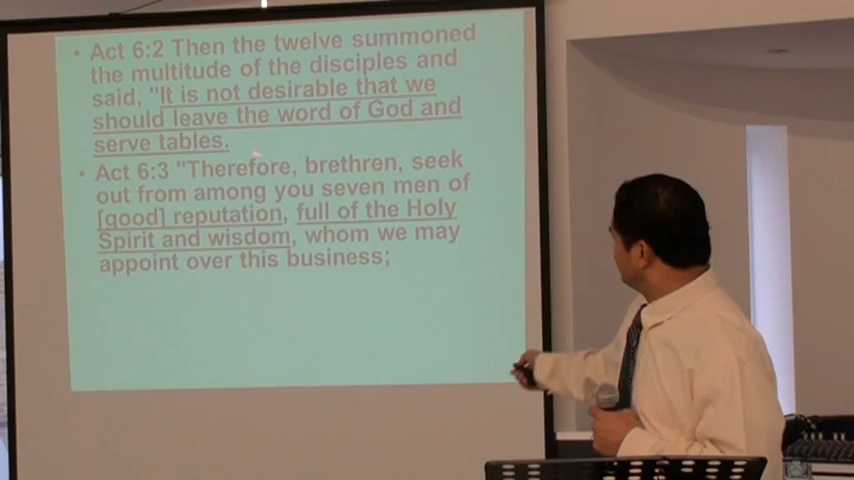 • Act 6:2 Then the twelve summoned
the multitude of the disciples and
said, "It is not desirable that we
should leave the word of God and
serve tables.
• Act 6:3 "Therefore, brethren, seek
out from among you seven men of
[good] reputation, full of the Holy
Spirit and wisdom, whom we may
appoint over this business;